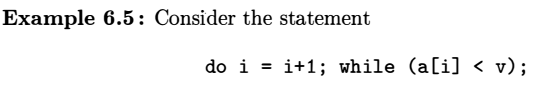 Example 6.5: Consider the statement
do i = i+1; while (a[i] < v);